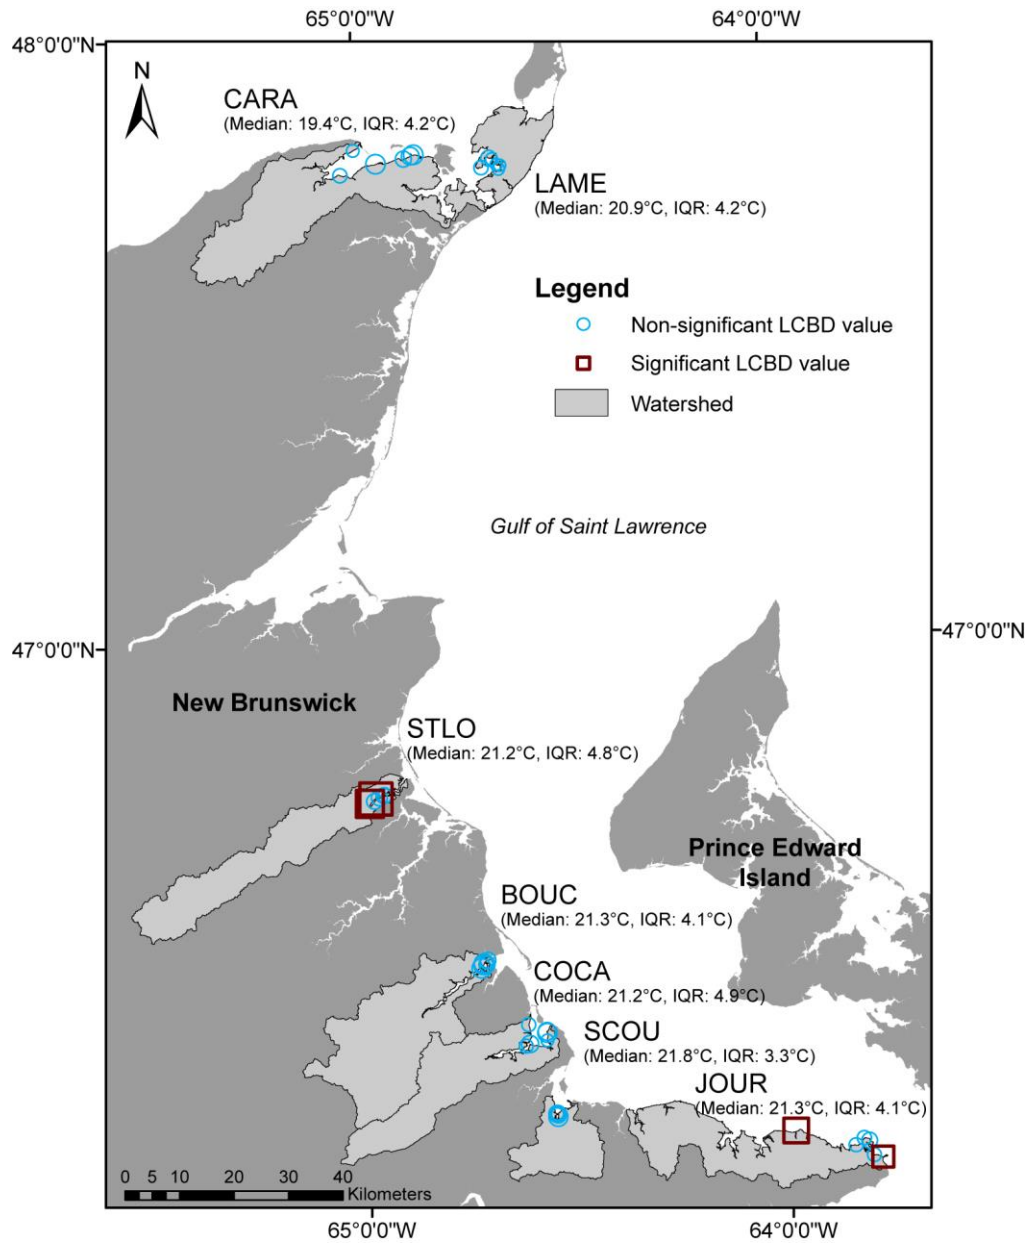 65°0'0"W
64°0'0"W
48°0'0"N
N
CARA
(Median: 19.4°C, IQR: 4.2°C)
LAME
(Median: 20.9°C, IQR: 4.2°C)
Legend
Non-significant LCBD value
Significant LCBD value
Watershed
Gulf of Saint Lawrence
47°0'0"N
47°0'0"N
New Brunswick
STLO
(Median: 21.2°C, IQR: 4.8°C)
Prince Edward
Island
BOUC
(Median: 21.3°C, IQR: 4.1°C)
COCA
(Median: 21.2°C, IQR: 4.9°C)
SCOU
(Median: 21.8°C, IQR: 3.3°C)
JOUR
(Median: 21.3°C, IQR: 4.1°C)
0 5 10 20 30 40
Kilometers
65°0'0"W
64°0'0"W